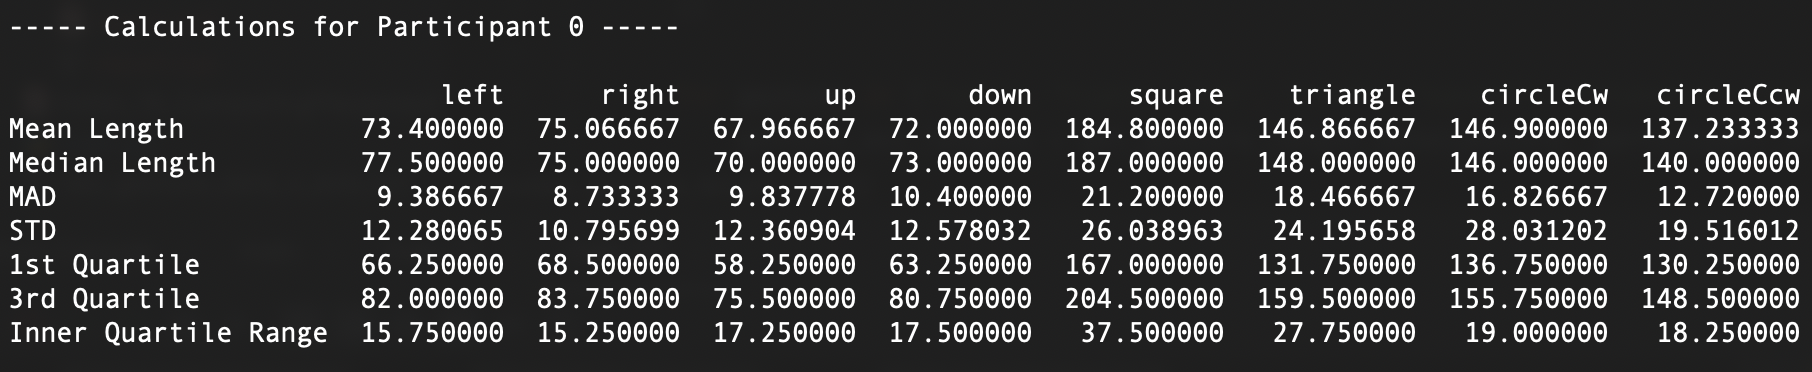 ----- Calculations for Participant 0 -----
left right up down square triangle circleCw circleCcw
Mean Length 73.400000 75.066667 67.966667 72.000000 184.800000 146.866667 146.900000 137.233333
Median Length 77.500000 75.000000 70.000000 73.000000 187.000000 148.000000 146.000000 140.000000
MAD 9.386667 8.733333 9.837778 10.400000 21.200000 18.466667 16.826667 12.720000
STD 12.280065 10.795699 12.360904 12.578032 26.038963 24.195658 28.031202 19.516012
1st Quartile 66.250000 68.500000 58.250000 63.250000 167.000000 131.750000 136.750000 130.250000
3rd Quartile 82.000000 83.750000 75.500000 80.750000 204.500000 159.500000 155.750000 148.500000
Inner Quartile Range 15.750000 15.250000 17.250000 17.500000 37.500000 27.750000 19.000000 18.250000